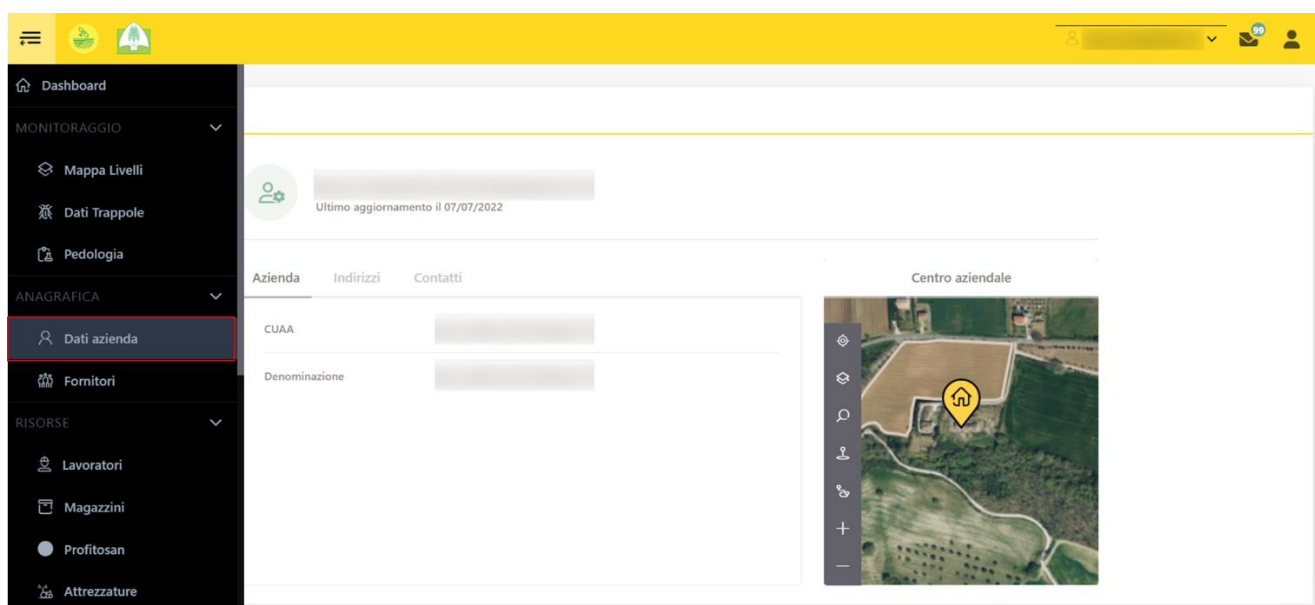 99
Dashboard
MONITORAGGIO
Mappa Livelli
Dati Trappole
Pedologia
ANAGRAFICA
Dati azienda
Fornitori
RISORSE
Lavoratori
Magazzini
Profitosan
Attrezzature
Ultimo aggiornamento il 07/07/2022
Azienda Indirizzi Contatti
CUAA
Denominazione
Centro aziendale